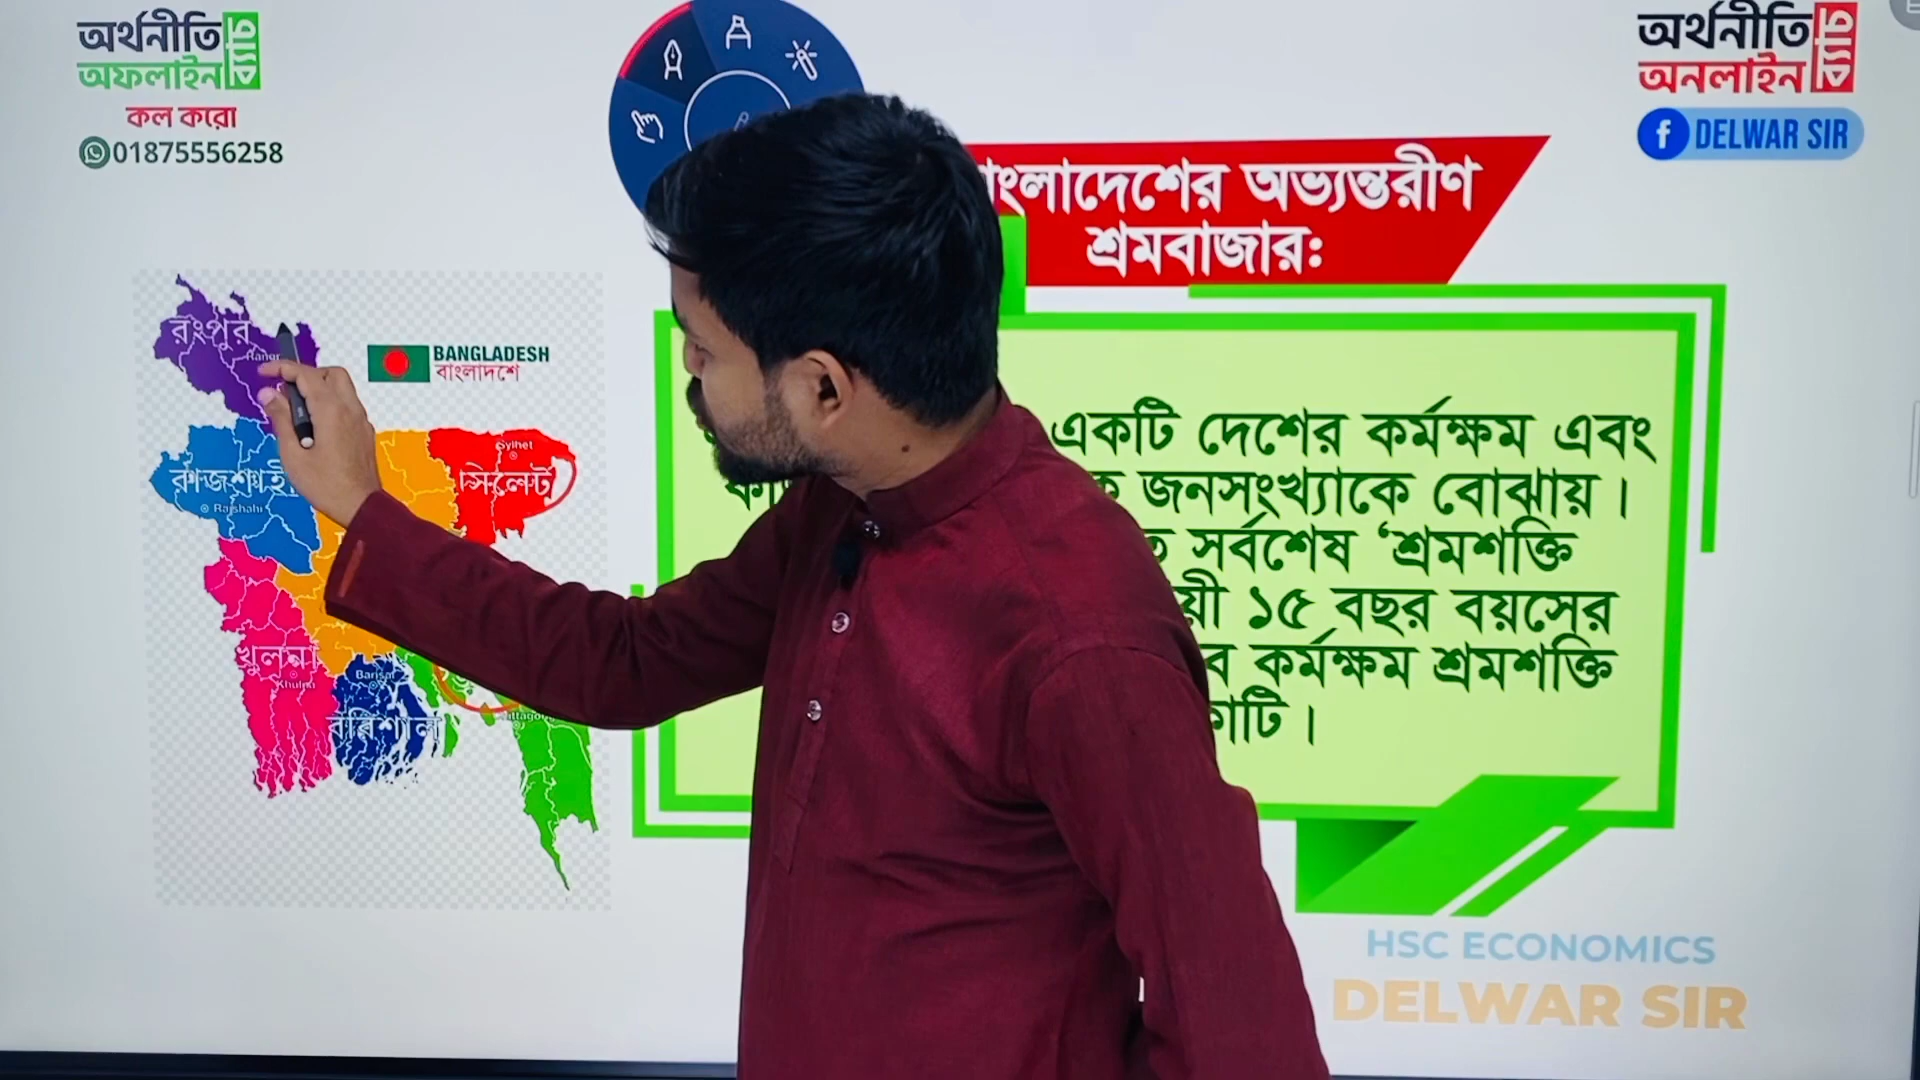 অর্থনীতি
অফলাইন
ব্যাচ
কল করো
01875556258
অর্থনীতি
অনলাইন
ব্যাচ
f DELWAR SIR
বাংলাদেশের অভ্যন্তরীণ
শ্রমবাজার:
একটি দেশের কর্মক্ষম এবং
জনসংখ্যাকে বোঝায়।
সর্বশেষ ‘শ্রমশক্তি
১৫ বছর বয়সের
কর্মক্ষম শ্রমশক্তি
রংপুর
BANGLADESH
বাংলাদশে
Sylhet
সিলেট
রাজশাহী
Rajshahi
খুলনা
Khulna
Barisal
বরিশাল
HSC ECONOMICS
DELWAR SIR